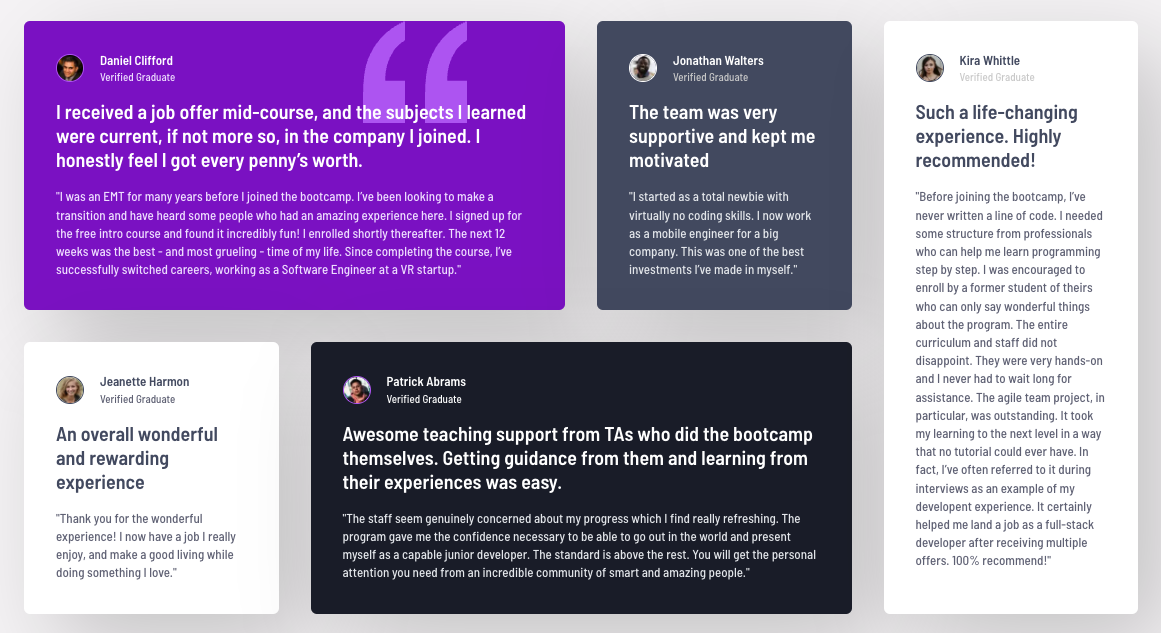 Daniel Clifford
Verified Graduate
I received a job offer mid-course, and the subjects I learned
were current, if not more so, in the company I joined. I
honestly feel I got every penny’s worth.
"I was an EMT for many years before I joined the bootcamp. I’ve been looking to make a
transition and have heard some people who had an amazing experience here. I signed up for
the free intro course and found it incredibly fun! I enrolled shortly thereafter. The next 12
weeks was the best - and most grueling - time of my life. Since completing the course, I’ve
successfully switched careers, working as a Software Engineer at a VR startup."
Jonathan Walters
Verified Graduate
The team was very
supportive and kept me
motivated
"I started as a total newbie with
virtually no coding skills. I now work
as a mobile engineer for a big
company. This was one of the best
investments I’ve made in myself."
Kira Whittle
Verified Graduate
Such a life-changing
experience. Highly
recommended!
"Before joining the bootcamp, I’ve
never written a line of code. I needed
some structure from professionals
who can help me learn programming
step by step. I was encouraged to
enroll by a former student of theirs
who can only say wonderful things
about the program. The entire
curriculum and staff did not
disappoint. They were very hands-on
and I never had to wait long for
assistance. The agile team project, in
particular, was outstanding. It took
my learning to the next level in a way
that no tutorial could ever have. In
fact, I’ve often referred to it during
interviews as an example of my
developent experience. It certainly
helped me land a job as a full-stack
developer after receiving multiple
offers. 100% recommend!"
Jeanette Harmon
Verified Graduate
An overall wonderful
and rewarding
experience
"Thank you for the wonderful
experience! I now have a job I really
enjoy, and make a good living while
doing something I love."
Patrick Abrams
Verified Graduate
Awesome teaching support from TAs who did the bootcamp
themselves. Getting guidance from them and learning from
their experiences was easy.
"The staff seem genuinely concerned about my progress which I find really refreshing. The
program gave me the confidence necessary to be able to go out in the world and present
myself as a capable junior developer. The standard is above the rest. You will get the personal
attention you need from an incredible community of smart and amazing people."